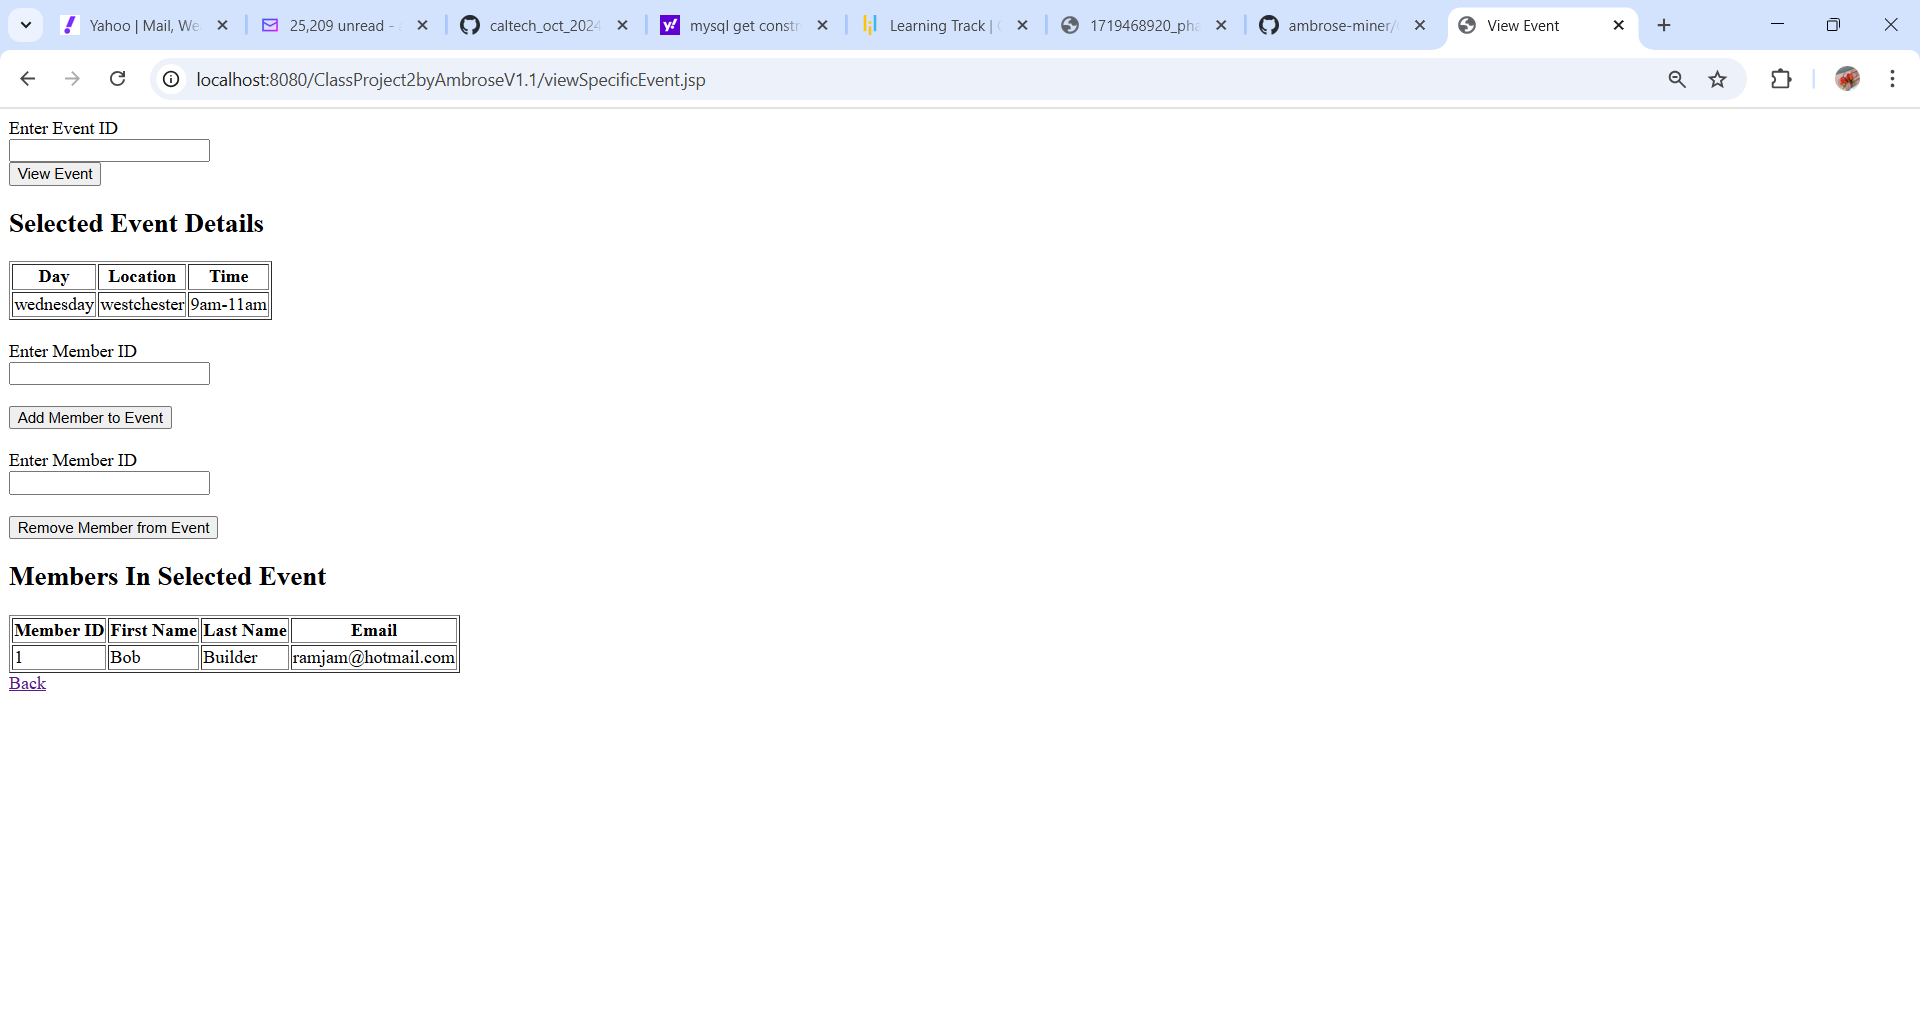 Yahoo | Mail, We
25,209 unread -
caltech_oct_2024
mysql get constr
Learning Track |
1719468920_pha
ambrose-miner/
View Event
localhost:8080/ClassProject2byAmbroseV1.1/viewSpecificEvent.jsp
Enter Event ID
View Event
Selected Event Details
Day Location Time
wednesday westchester 9am-11am
Enter Member ID
Add Member to Event
Enter Member ID
Remove Member from Event
Members In Selected Event
Member ID First Name Last Name Email
1 Bob Builder ramjam@hotmail.com
Back